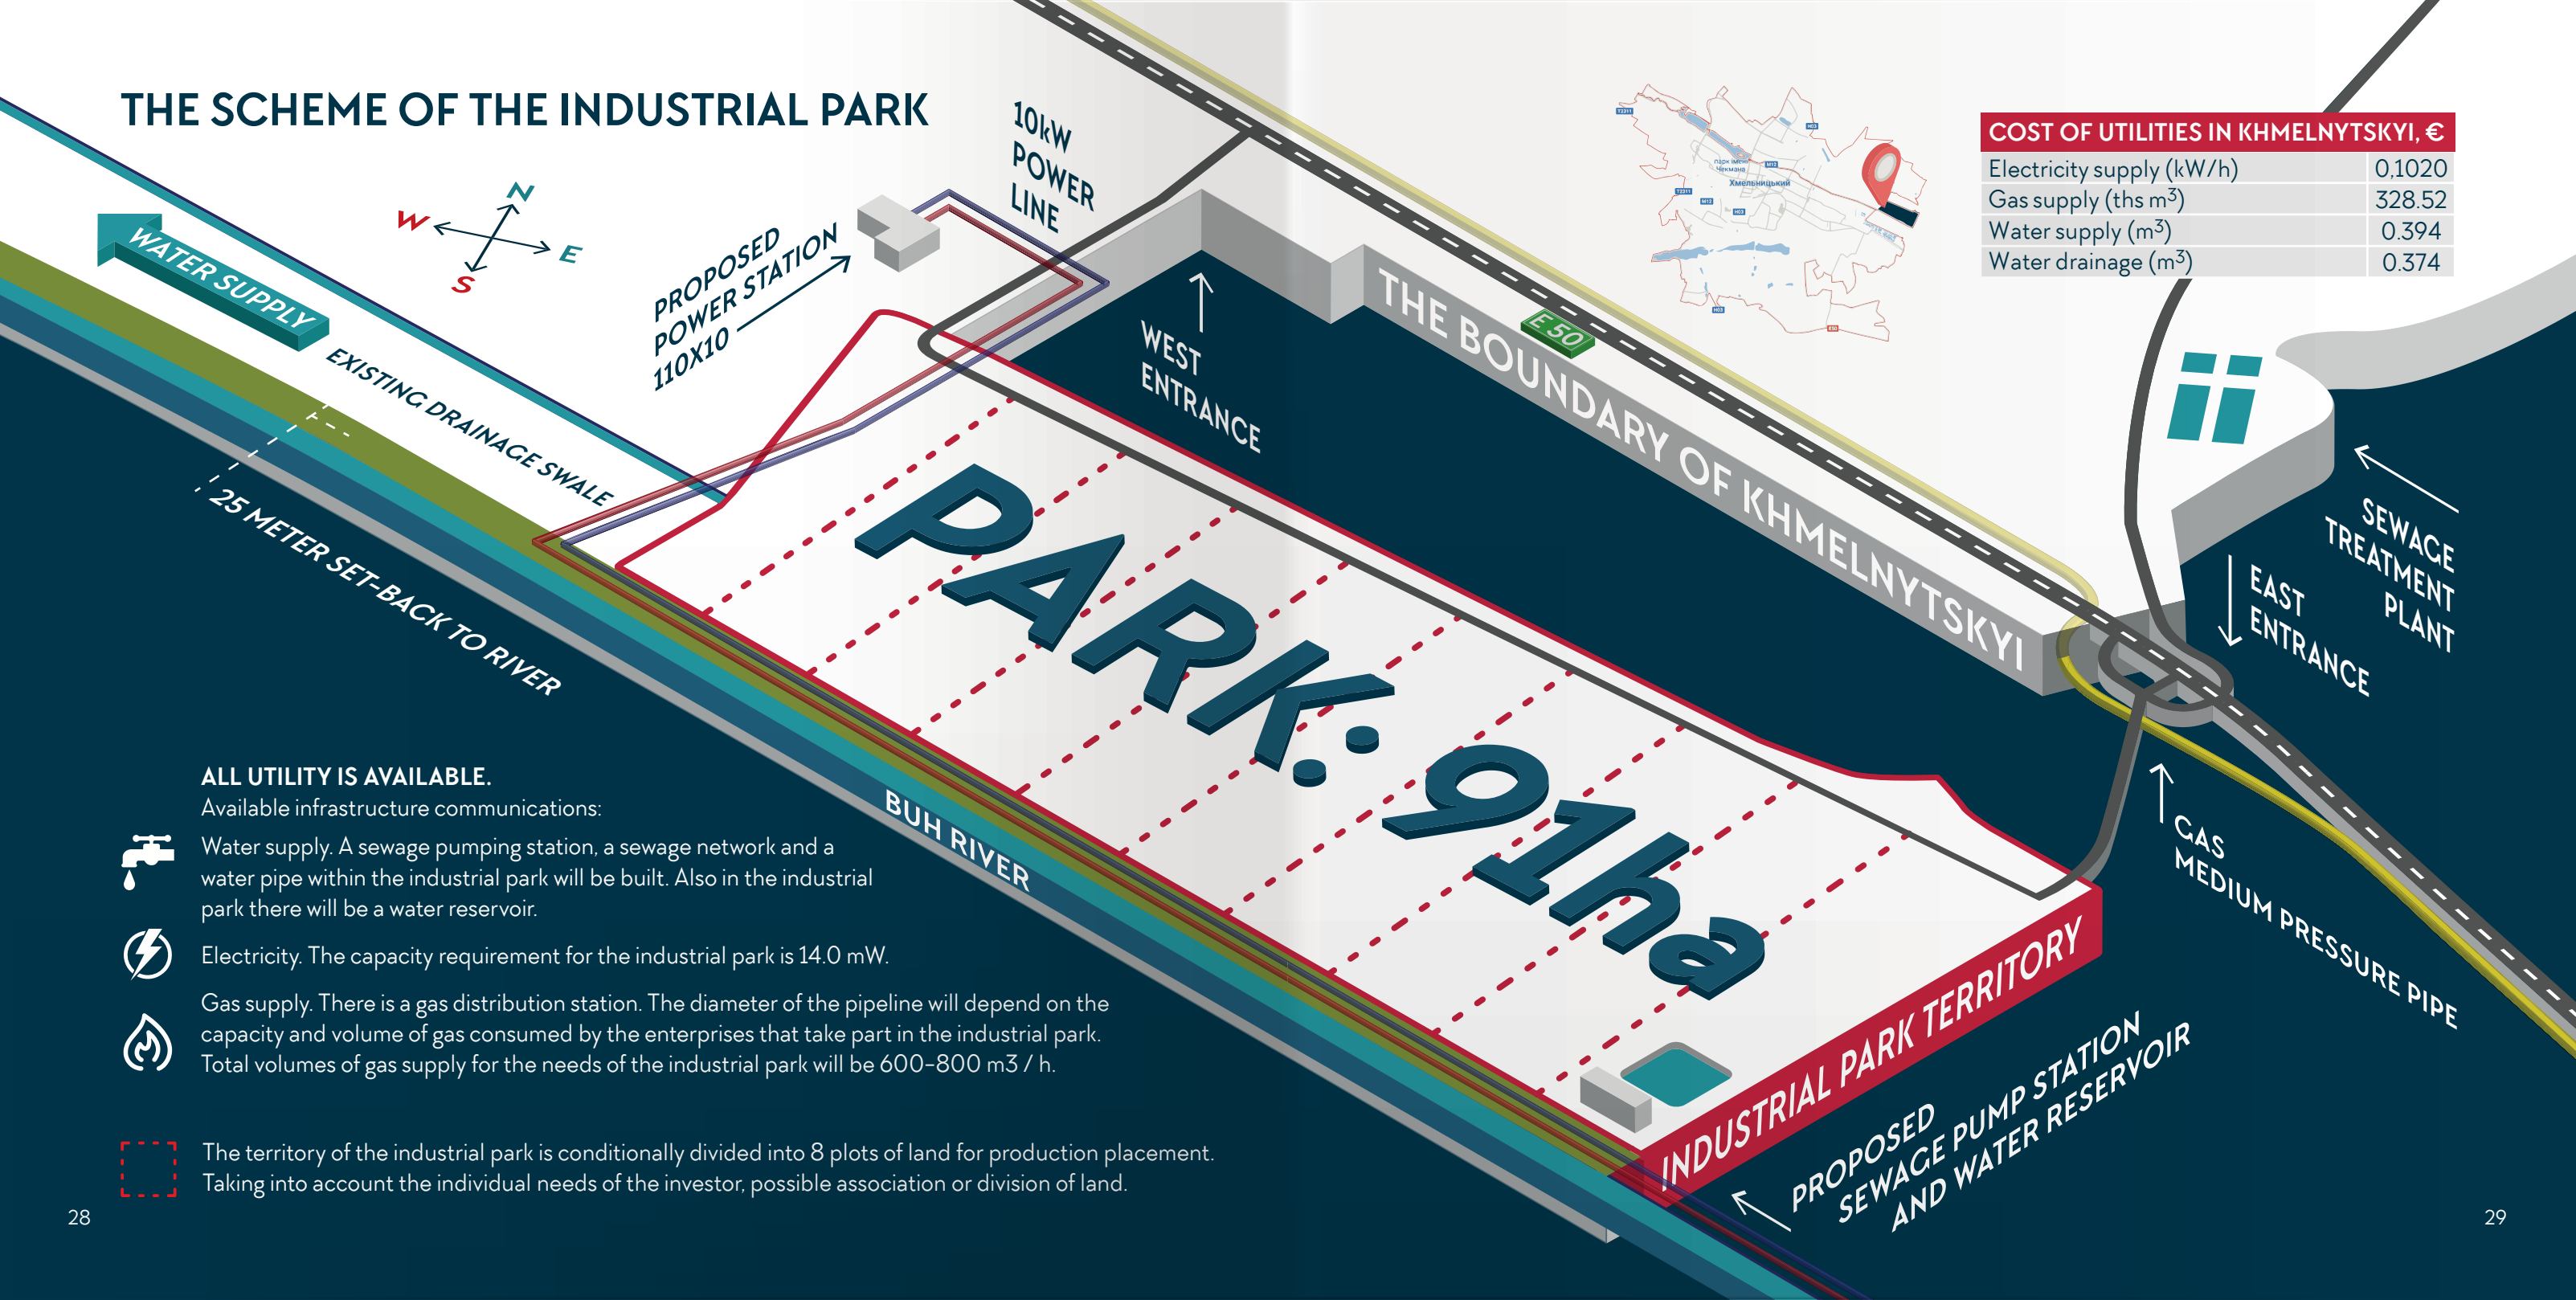 THE SCHEME OF THE INDUSTRIAL PARK
N
W
E
S
WATER SUPPLY
EXISTING DRAINAGE SWALE
25 METER SET-BACK TO RIVER
PROPOSED
POWER STATION
110X10
10kW
POWER
LINE
WEST
ENTRANCE
THE BOUNDARY OF KHMELNYTSKYI
E 50
Хмельницький
COST OF UTILITIES IN KHMELNYTSKYI, €
Electricity supply (kW/h) 0,1020
Gas supply (ths m³) 328.52
Water supply (m³) 0.394
Water drainage (m³) 0.374
SEWAGE
TREATMENT
PLANT
EAST
ENTRANCE
GAS
MEDIUM PRESSURE PIPE
PARK: 91ha
BUH RIVER
INDUSTRIAL PARK TERRITORY
PROPOSED
SEWAGE PUMP STATION
AND WATER RESERVOIR
ALL UTILITY IS AVAILABLE.
Available infrastructure communications:
Water supply. A sewage pumping station, a sewage network and a
water pipe within the industrial park will be built. Also in the industrial
park there will be a water reservoir.
Electricity. The capacity requirement for the industrial park is 14.0 mW.
Gas supply. There is a gas distribution station. The diameter of the pipeline will depend on the
capacity and volume of gas consumed by the enterprises that take part in the industrial park.
Total volumes of gas supply for the needs of the industrial park will be 600-800 m3 / h.
The territory of the industrial park is conditionally divided into 8 plots of land for production placement.
Taking into account the individual needs of the investor, possible association or division of land.
28
29